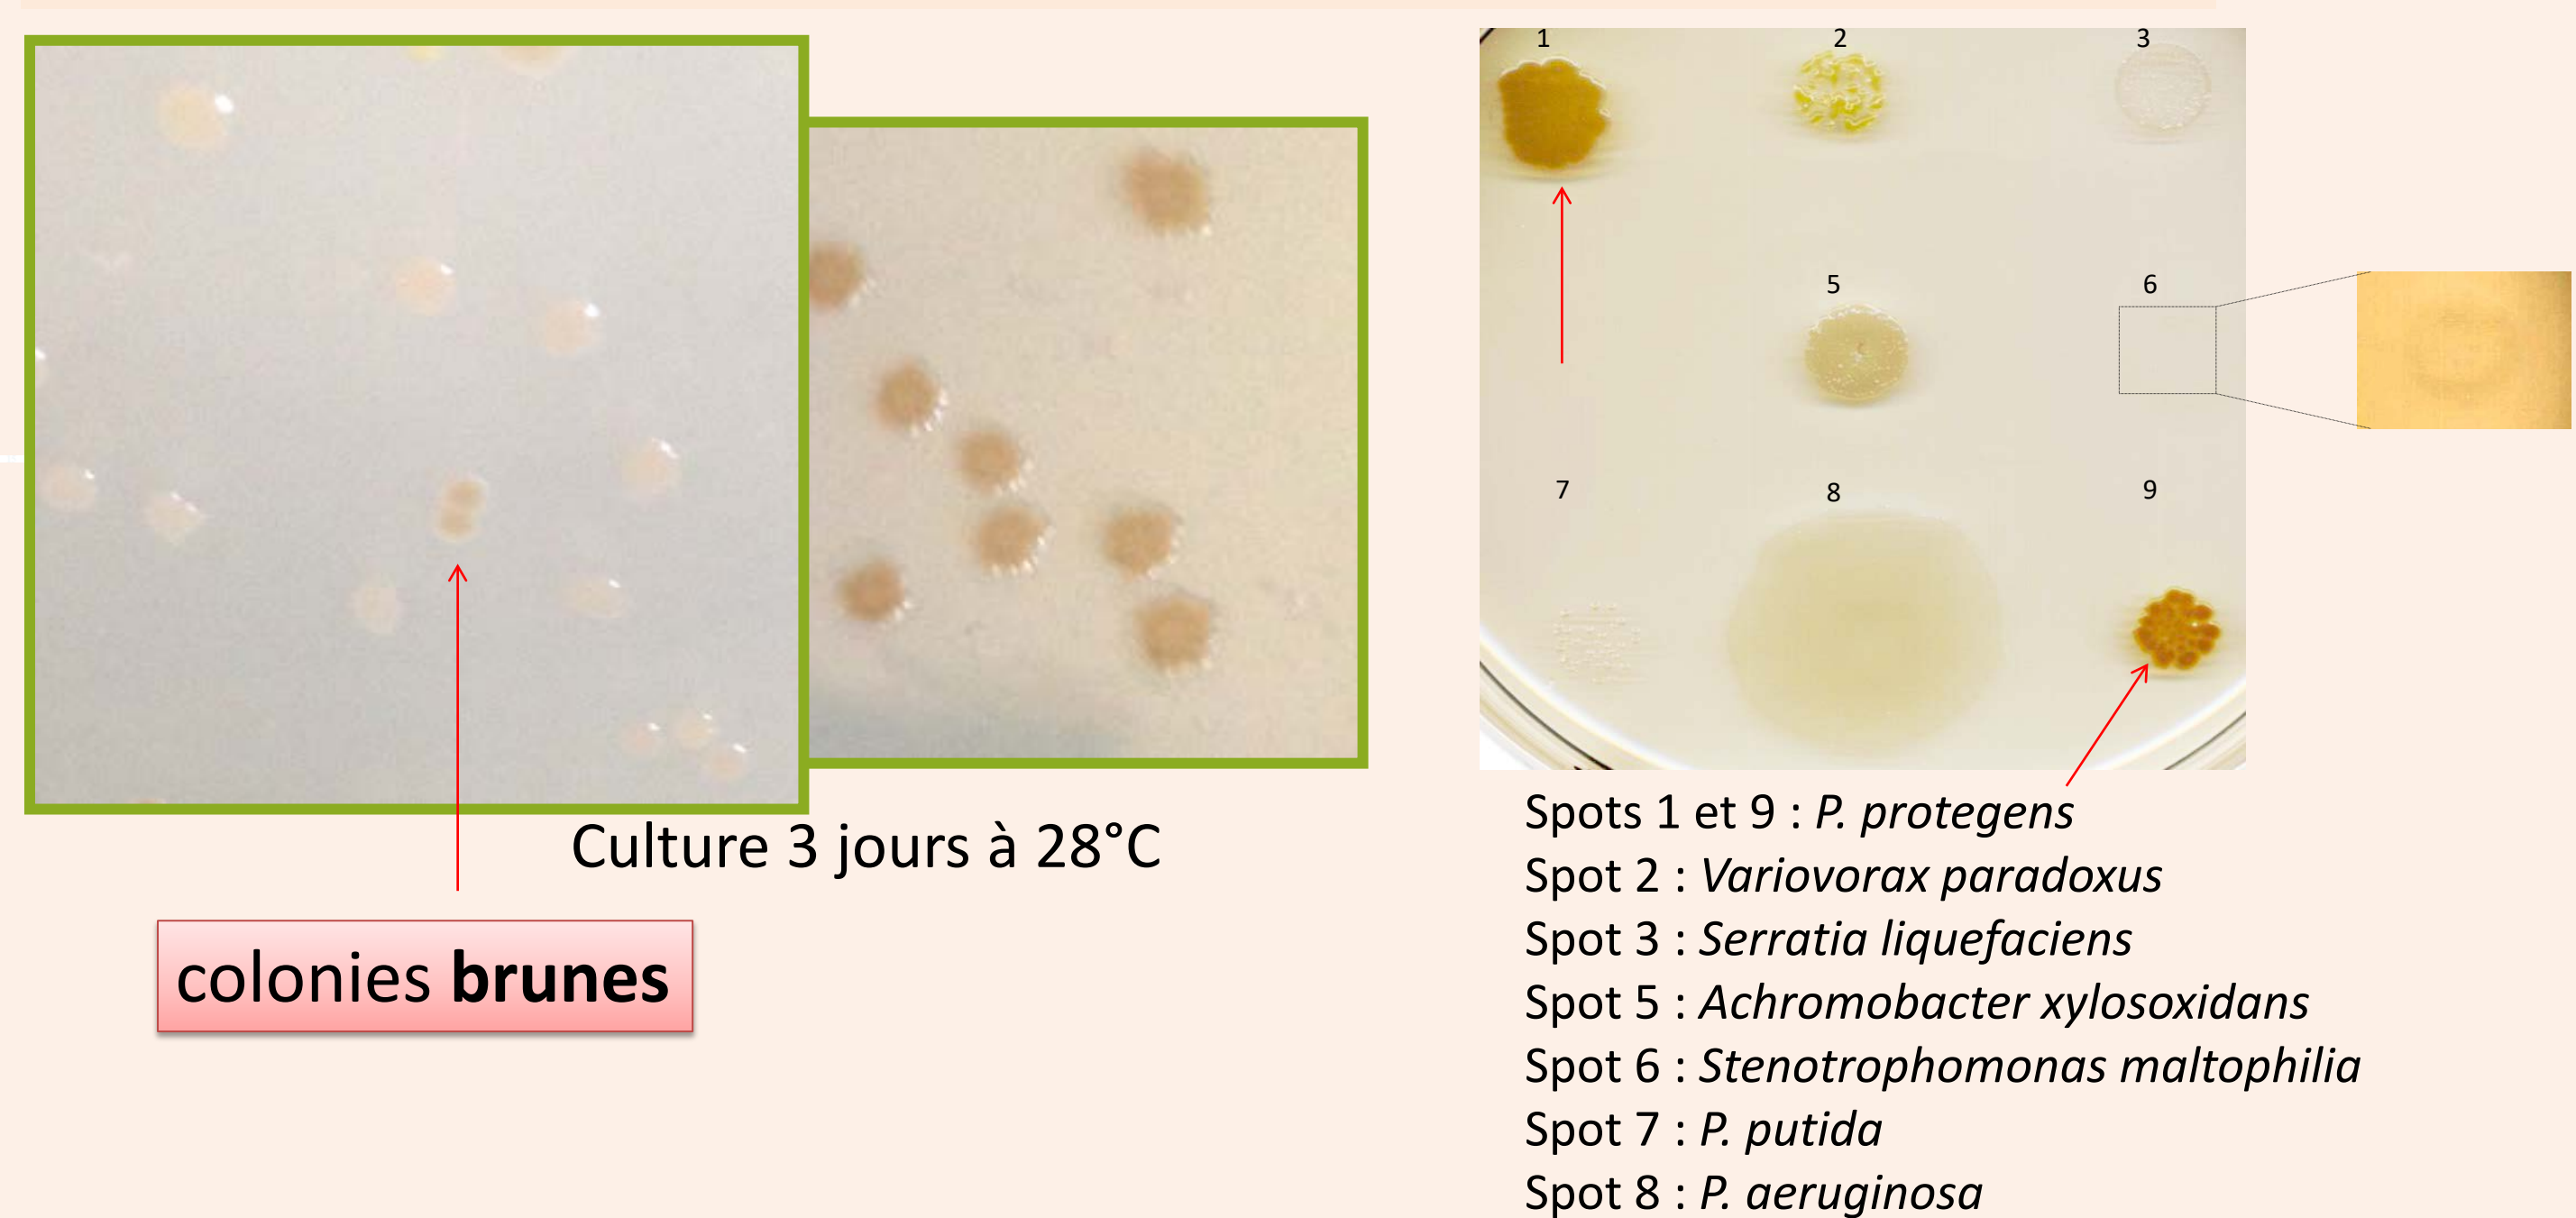 1
2
3
5
6
7
8
9
Culture 3 jours à 28°C
colonies brunes
Spots 1 et 9 : P. protegens
Spot 2 : Variovorax paradoxus
Spot 3 : Serratia liquefaciens
Spot 5 : Achromobacter xylosoxidans
Spot 6 : Stenotrophomonas maltophilia
Spot 7 : P. putida
Spot 8 : P. aeruginosa